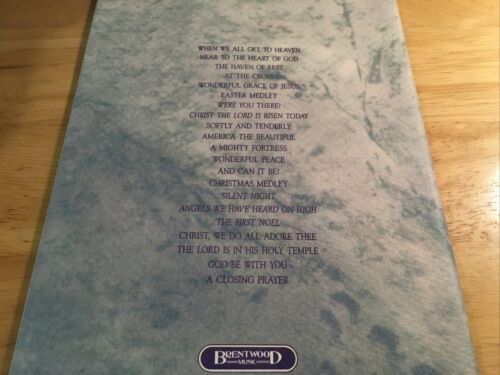 WHEN WE ALL GET TO HEAVEN
NEAR TO THE HEART OF GOD
THE HAVEN OF REST
AT THE CROSS
WONDERFUL GRACE OF JESUS
EASTER MEDLEY
WERE YOU THERE?
CHRIST THE LORD IS RISEN TODAY
SOFTLY AND TENDERLY
AMERICA THE BEAUTIFUL
A MIGHTY FORTRESS
WONDERFUL PEACE
AND CAN IT BE?
CHRISTMAS MEDLEY
SILENT NIGHT
ANGELS WE HAVE HEARD ON HIGH
THE FIRST NOEL
CHRIST, WE DO ALL ADORE THEE
THE LORD IS IN HIS HOLY TEMPLE
GOD BE WITH YOU
A CLOSING PRAYER
BRENTWOOD
MUSIC